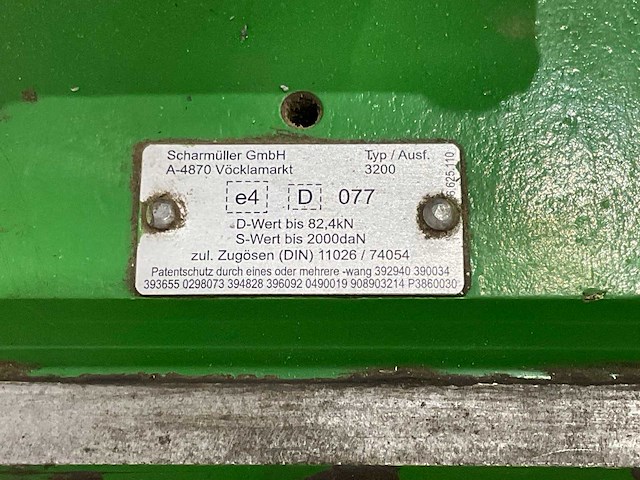 Scharmüller GmbH Typ / Ausf.
A-4870 Vöcklamarkt 3200
e4 D 077
D-Wert bis 82,4kN
S-Wert bis 2000daN
zul. Zugösen (DIN) 11026 / 74054
Patentschutz durch eines oder mehrere -wang 392940 390034
393655 0298073 394828 396092 0490019 908903214 P3860030